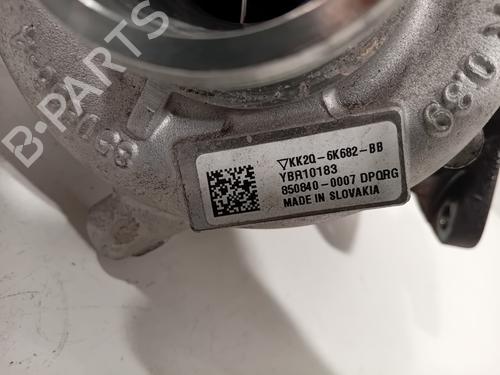 ▽KK2Q-6K682-BB
YBR10183
850840-0007 DPQRG
MADE IN SLOVAKIA
B-PARTS